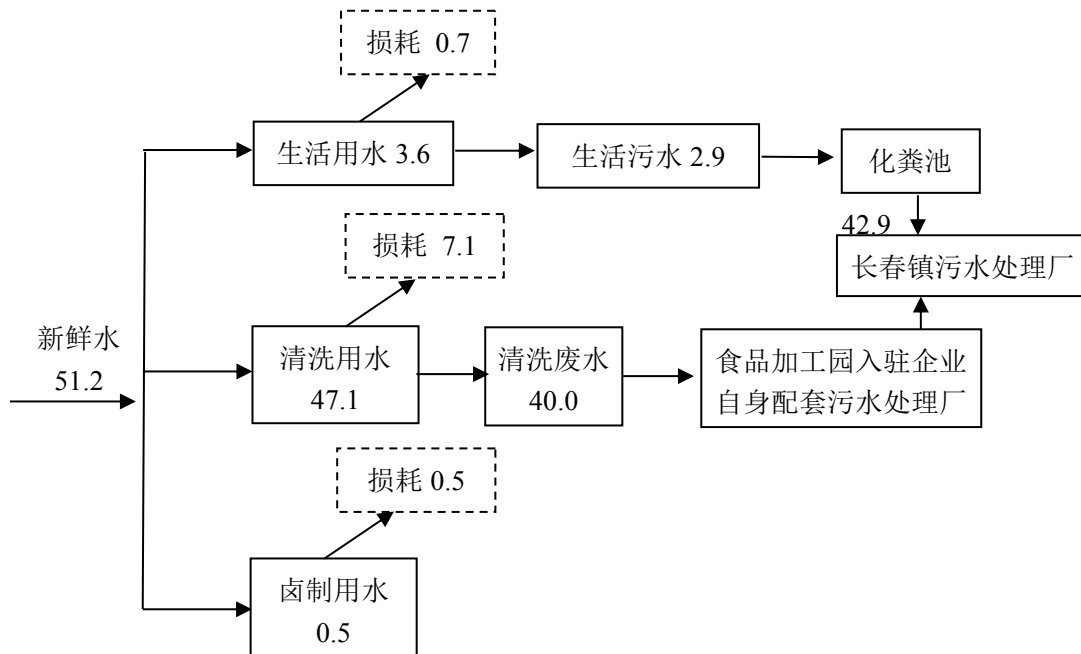 损耗 0.7
生活用水 3.6
生活污水 2.9
化粪池
损耗 7.1
42.9
长春镇污水处理厂
新鲜水
51.2
清洗用水
47.1
清洗废水
40.0
食品加工园入驻企业
自身配套污水处理厂
损耗 0.5
卤制用水
0.5